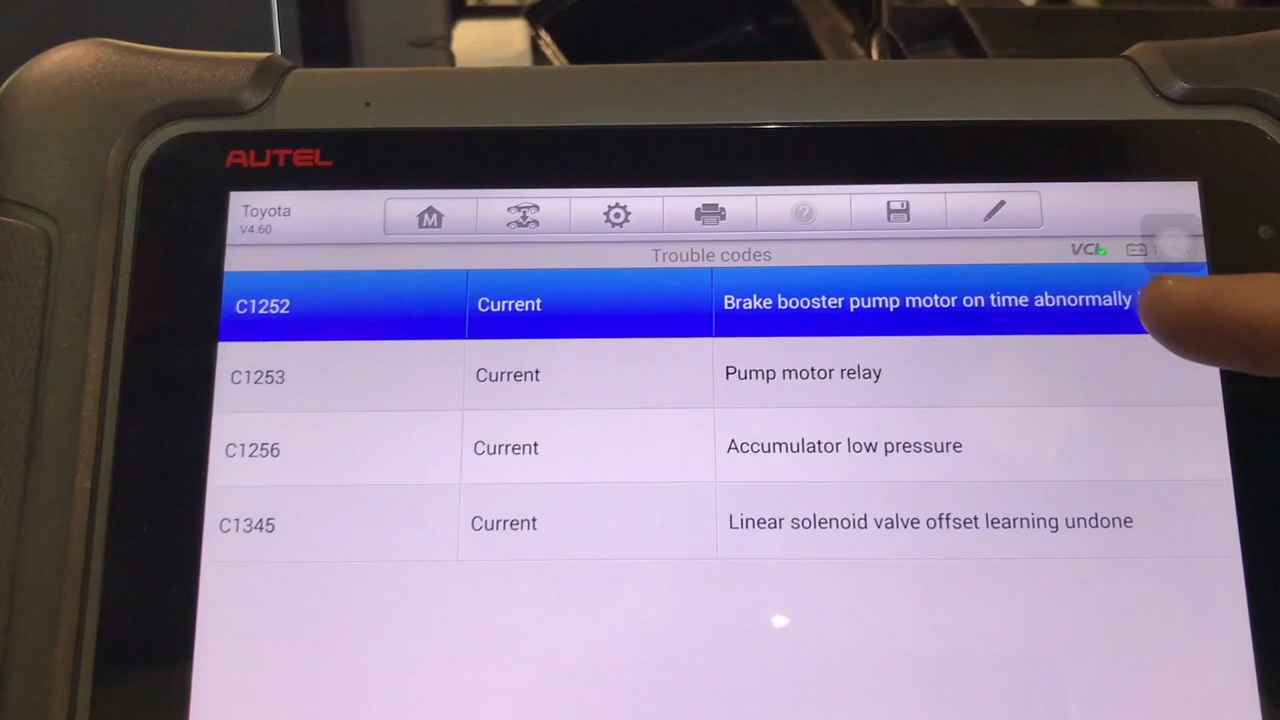 AUTEL
Toyota
V4.60
M
Trouble codes
VCI
C1252 Current Brake booster pump motor on time abnormally
C1253 Current Pump motor relay
C1256 Current Accumulator low pressure
C1345 Current Linear solenoid valve offset learning undone